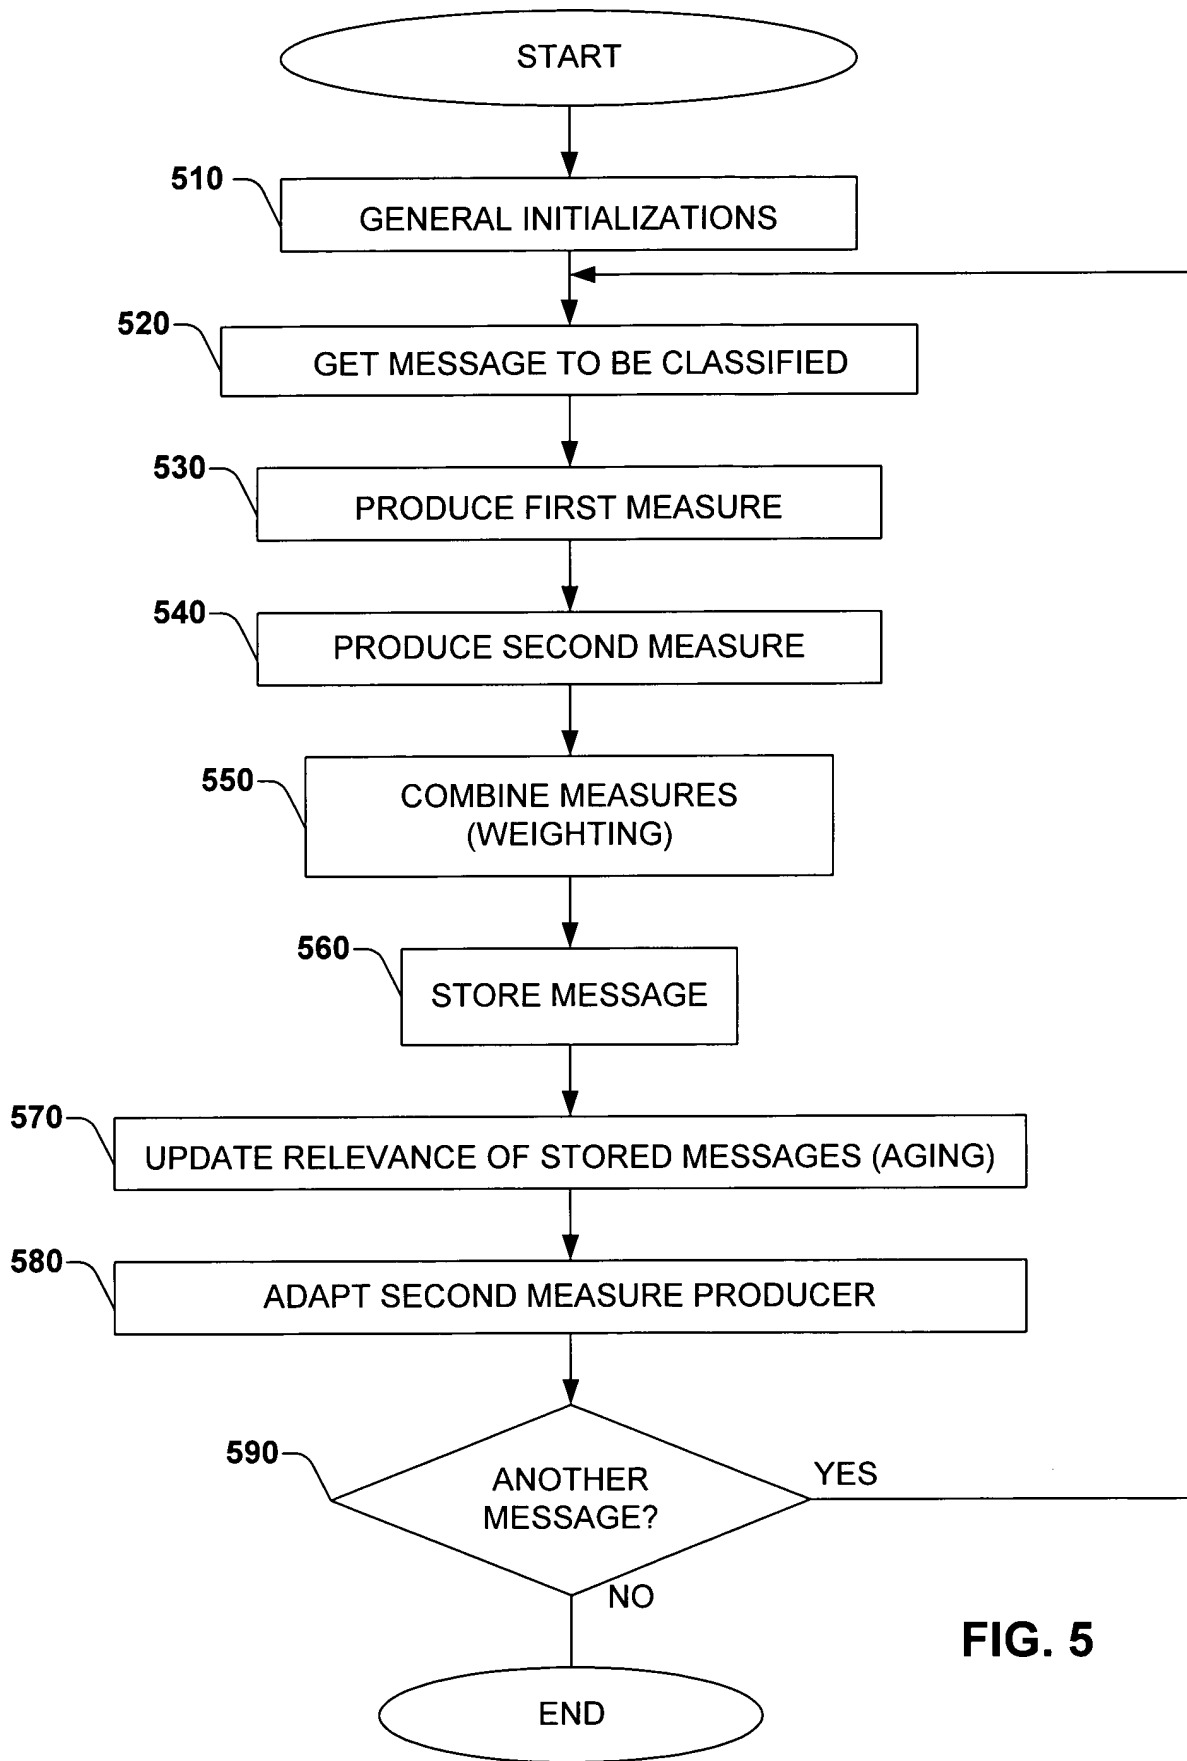 START
510
GENERAL INITIALIZATIONS
520
GET MESSAGE TO BE CLASSIFIED
530
PRODUCE FIRST MEASURE
540
PRODUCE SECOND MEASURE
550
COMBINE MEASURES
(WEIGHTING)
560
STORE MESSAGE
570
UPDATE RELEVANCE OF STORED MESSAGES (AGING)
580
ADAPT SECOND MEASURE PRODUCER
590
ANOTHER
MESSAGE?
YES
NO
FIG. 5
END